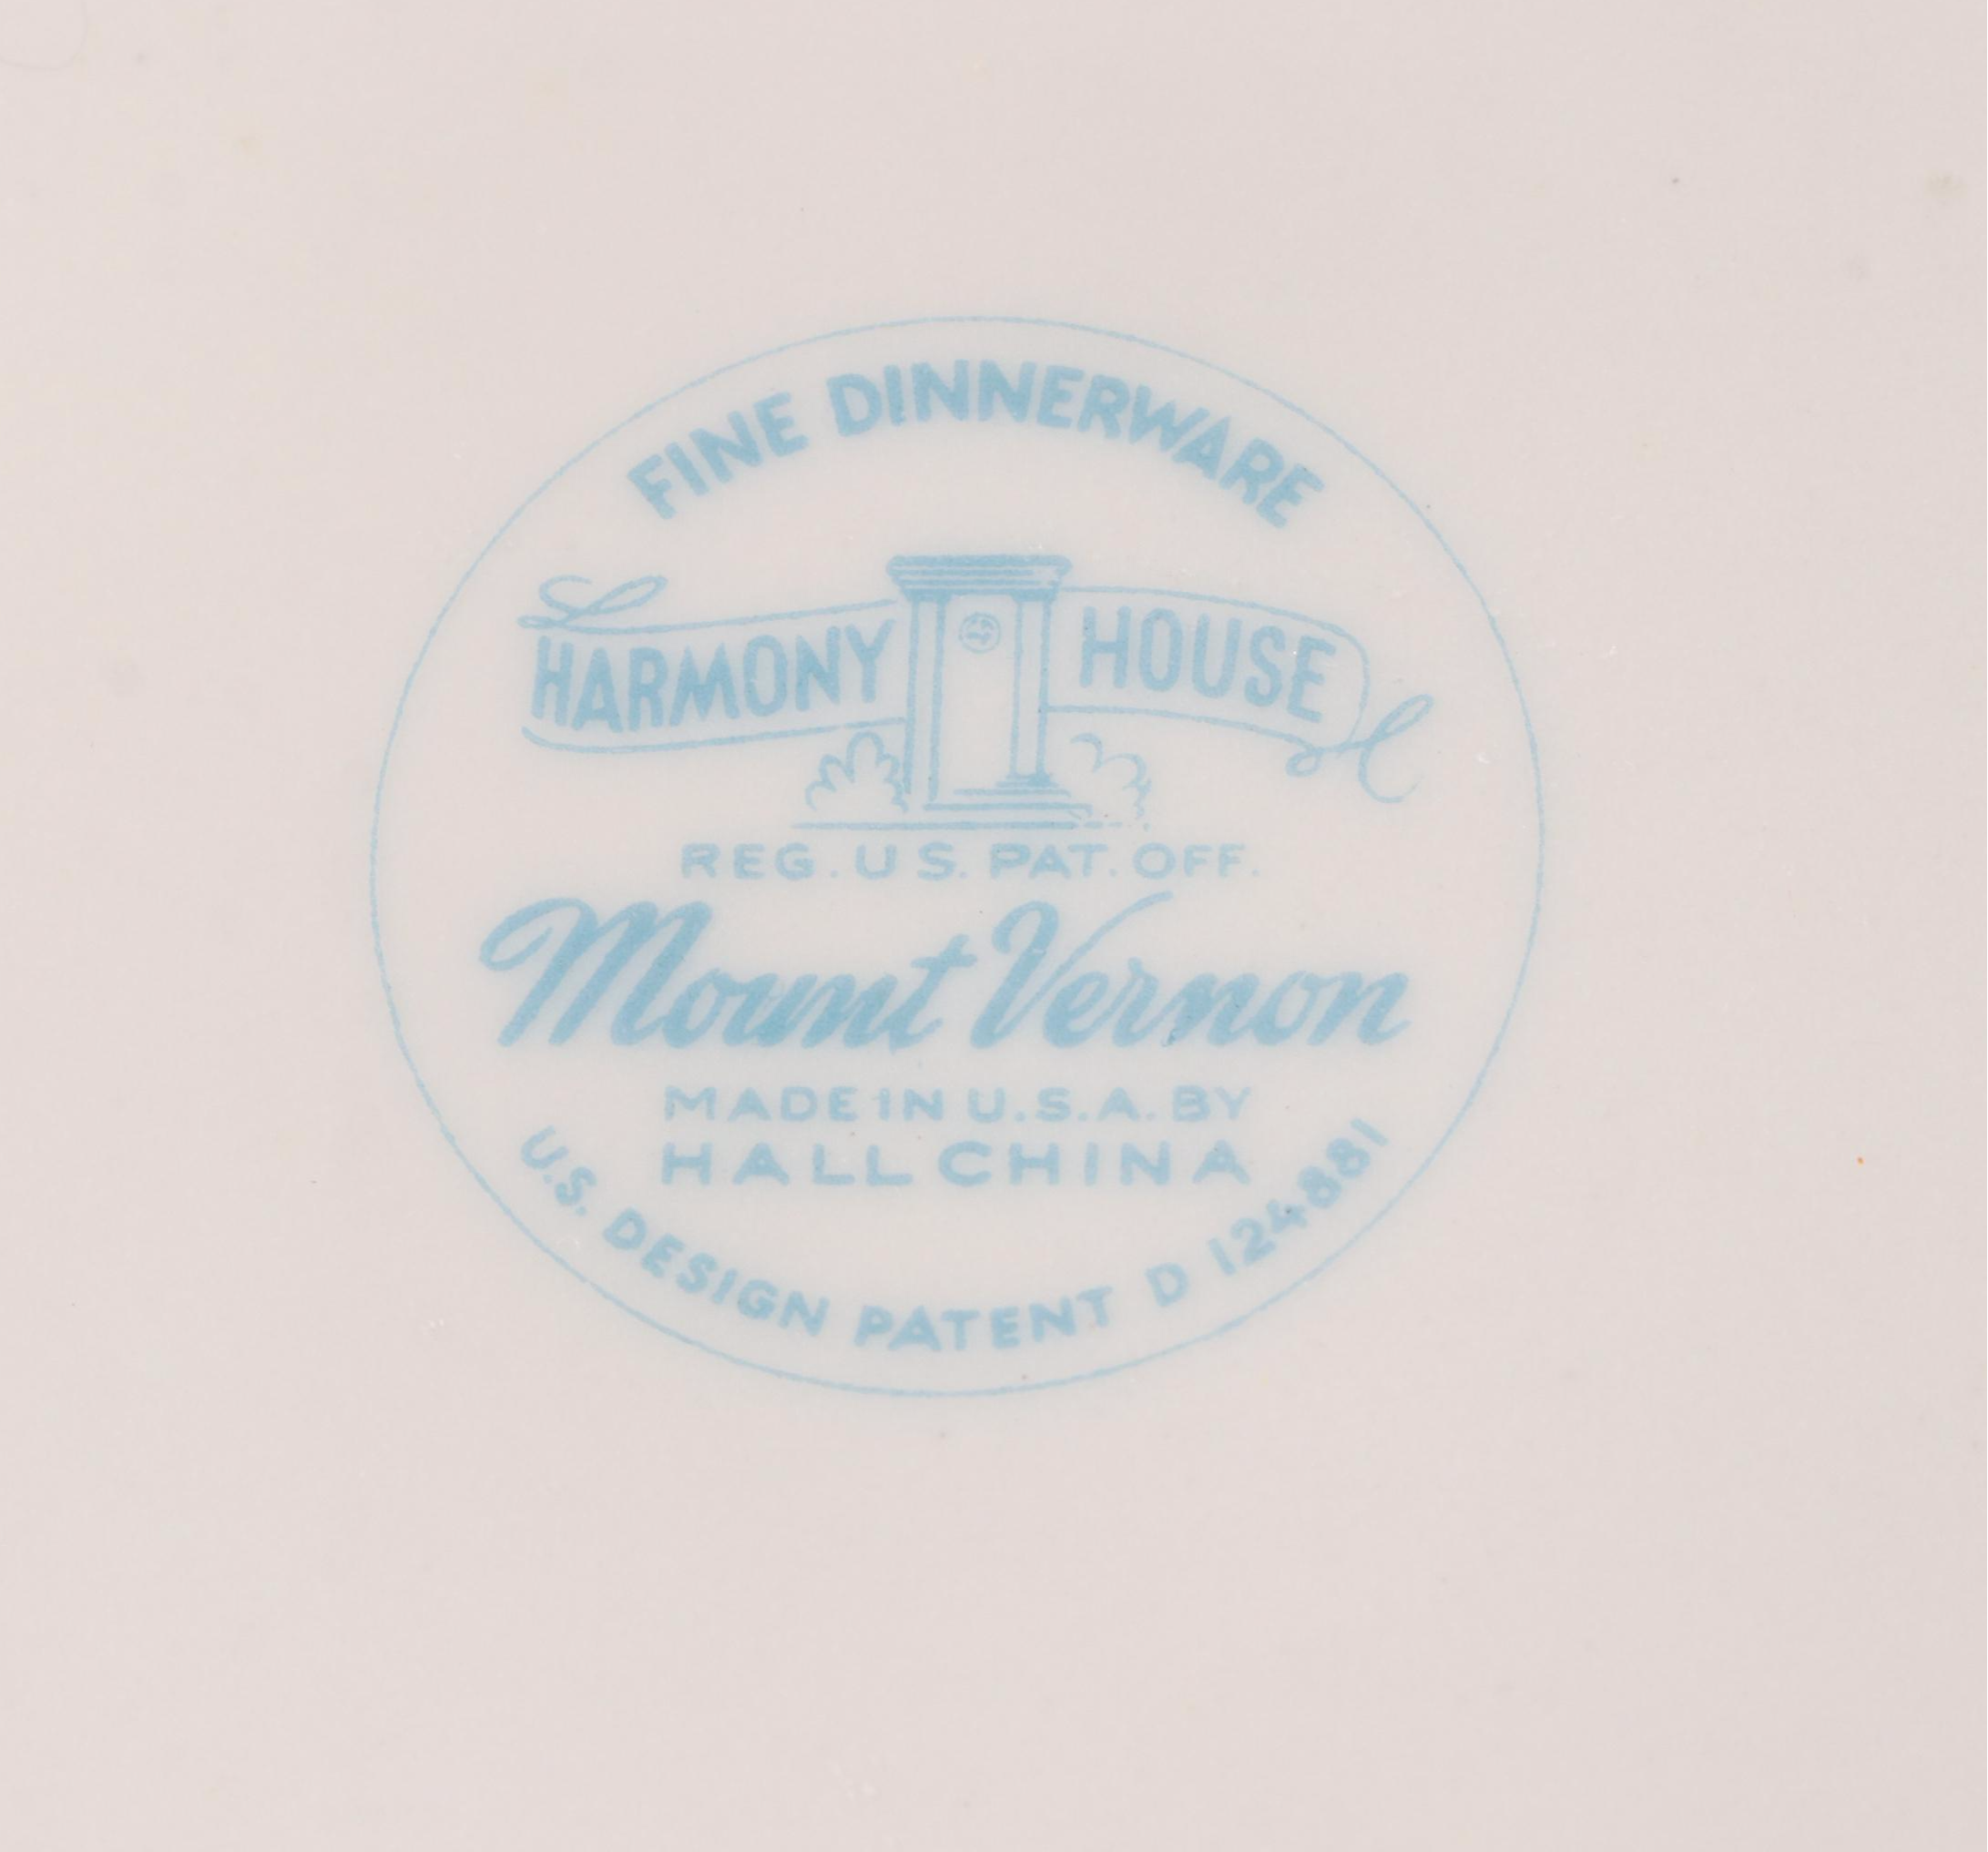 FINE DINNERWARE
HARMONY HOUSE
REG. U S. PAT. OFF.
Mount Vernon
MADE IN U.S.A. BY
HALL CHINA
U.S. DESIGN PATENT D 124881